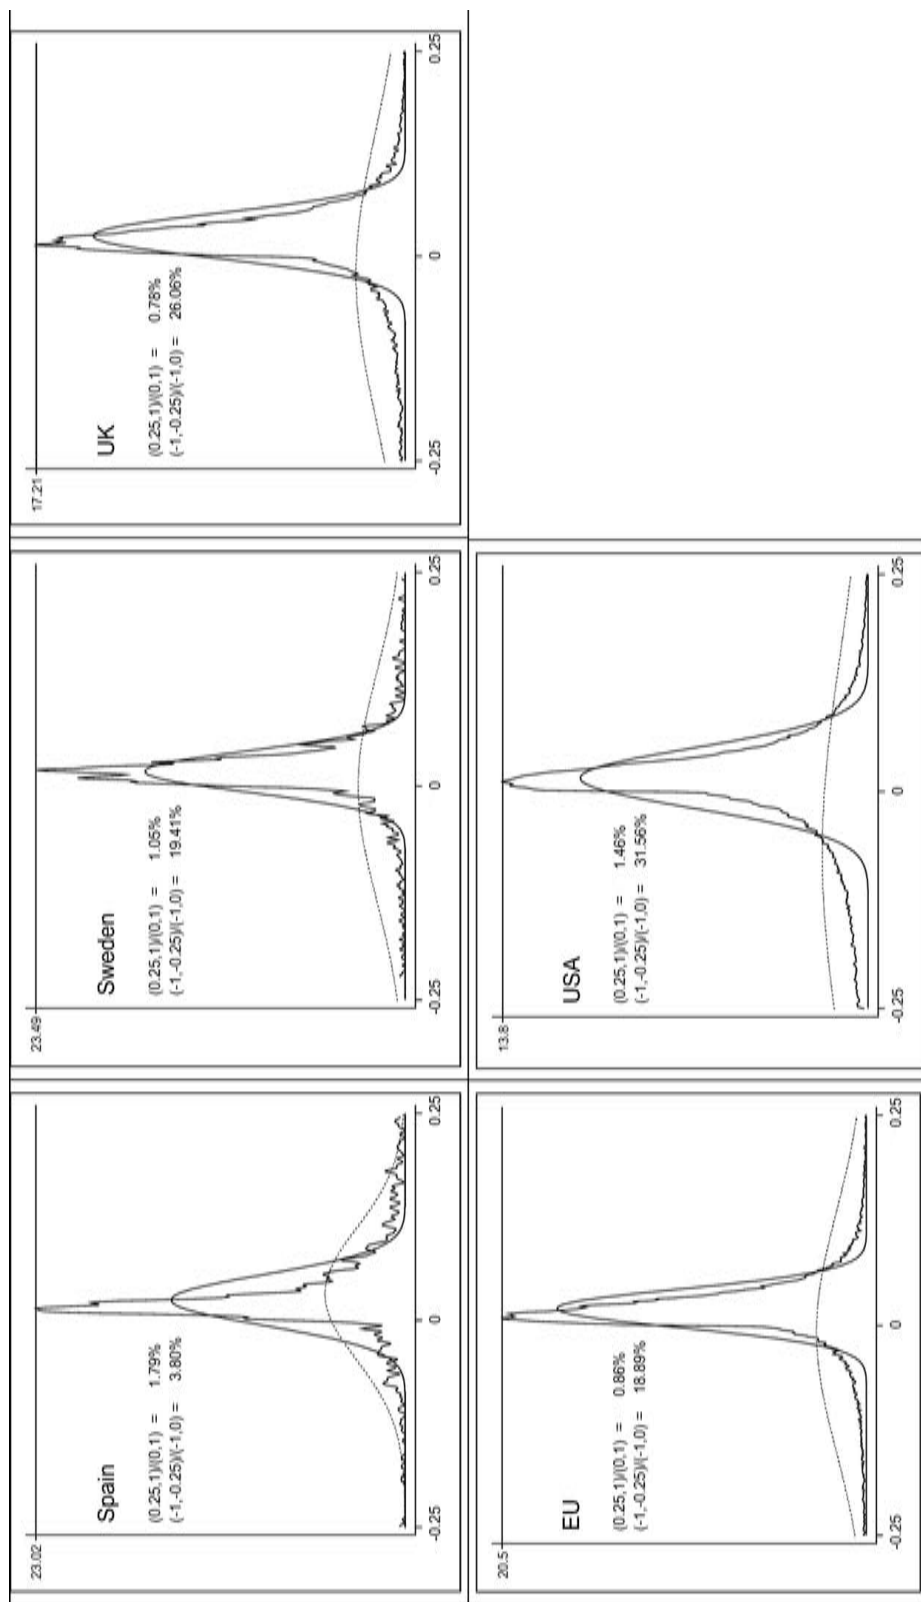 23.02
Spain
(0.25,1)/(0,1) = 1.79%
(-1,-0.25)/(-1,0) = 3.80%
-0.25 0 0.25
23.49
Sweden
(0.25,1)/(0,1) = 1.05%
(-1,-0.25)/(-1,0) = 19.41%
-0.25 0 0.25
17.21
UK
(0.25,1)/(0,1) = 0.78%
(-1,-0.25)/(-1,0) = 26.06%
-0.25 0 0.25
20.5
EU
(0.25,1)/(0,1) = 0.86%
(-1,-0.25)/(-1,0) = 18.89%
-0.25 0 0.25
13.8
USA
(0.25,1)/(0,1) = 1.46%
(-1,-0.25)/(-1,0) = 31.56%
-0.25 0 0.25